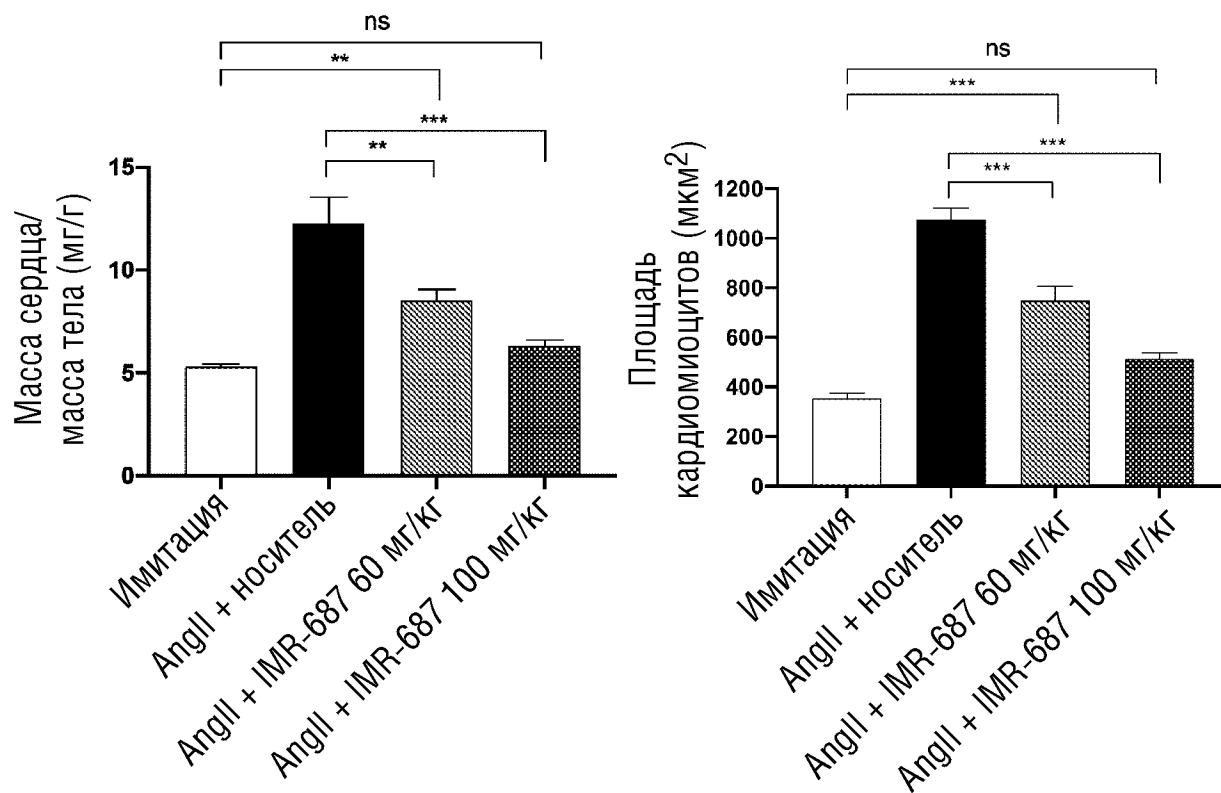 ns
**
***
**
15
10
5
0
Масса сердца/
масса тела (мг/г)
Имитация
AngII + носитель
AngII + IMR-687 60 мг/кг
AngII + IMR-687 100 мг/кг
ns
***
***
***
1200
1000
800
600
400
200
0
Площадь
кардиомиоцитов (мкм²)
Имитация
AngII + носитель
AngII + IMR-687 60 мг/кг
AngII + IMR-687 100 мг/кг